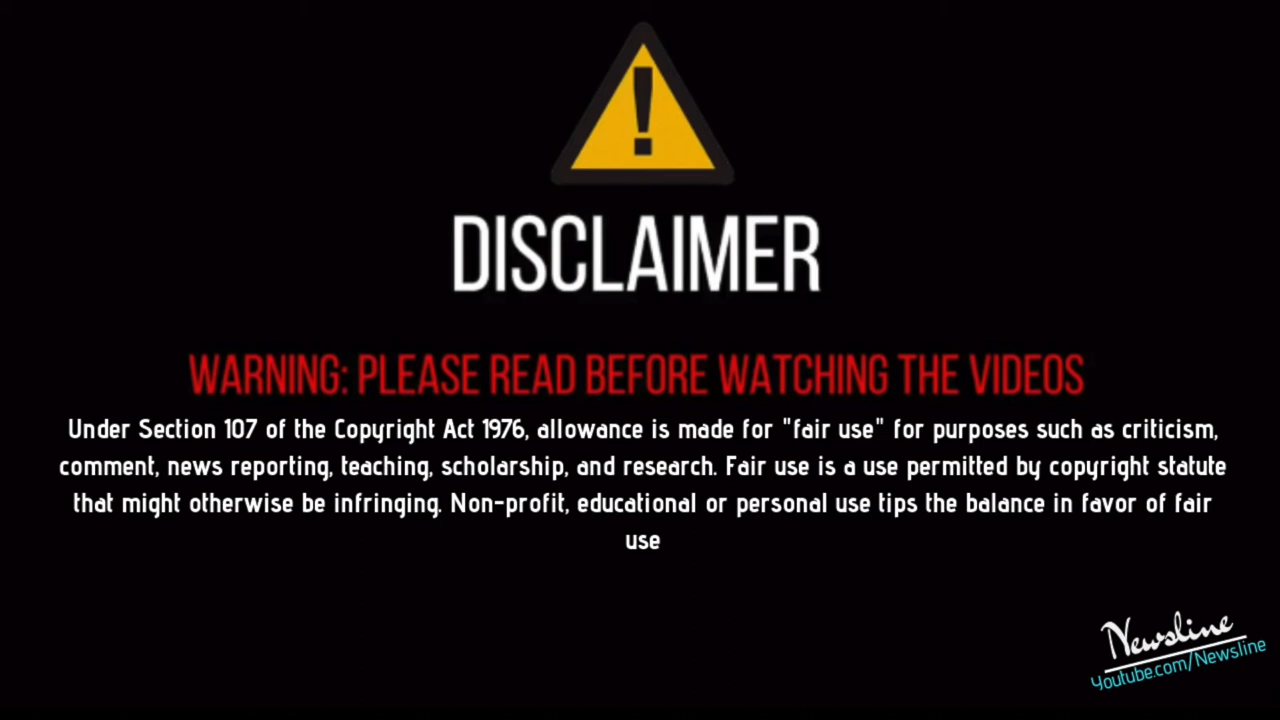 !
DISCLAIMER
WARNING: PLEASE READ BEFORE WATCHING THE VIDEOS
Under Section 107 of the Copyright Act 1976, allowance is made for "fair use" for purposes such as criticism,
comment, news reporting, teaching, scholarship, and research. Fair use is a use permitted by copyright statute
that might otherwise be infringing. Non-profit, educational or personal use tips the balance in favor of fair
use
Newsline
Youtube.com/Newsline